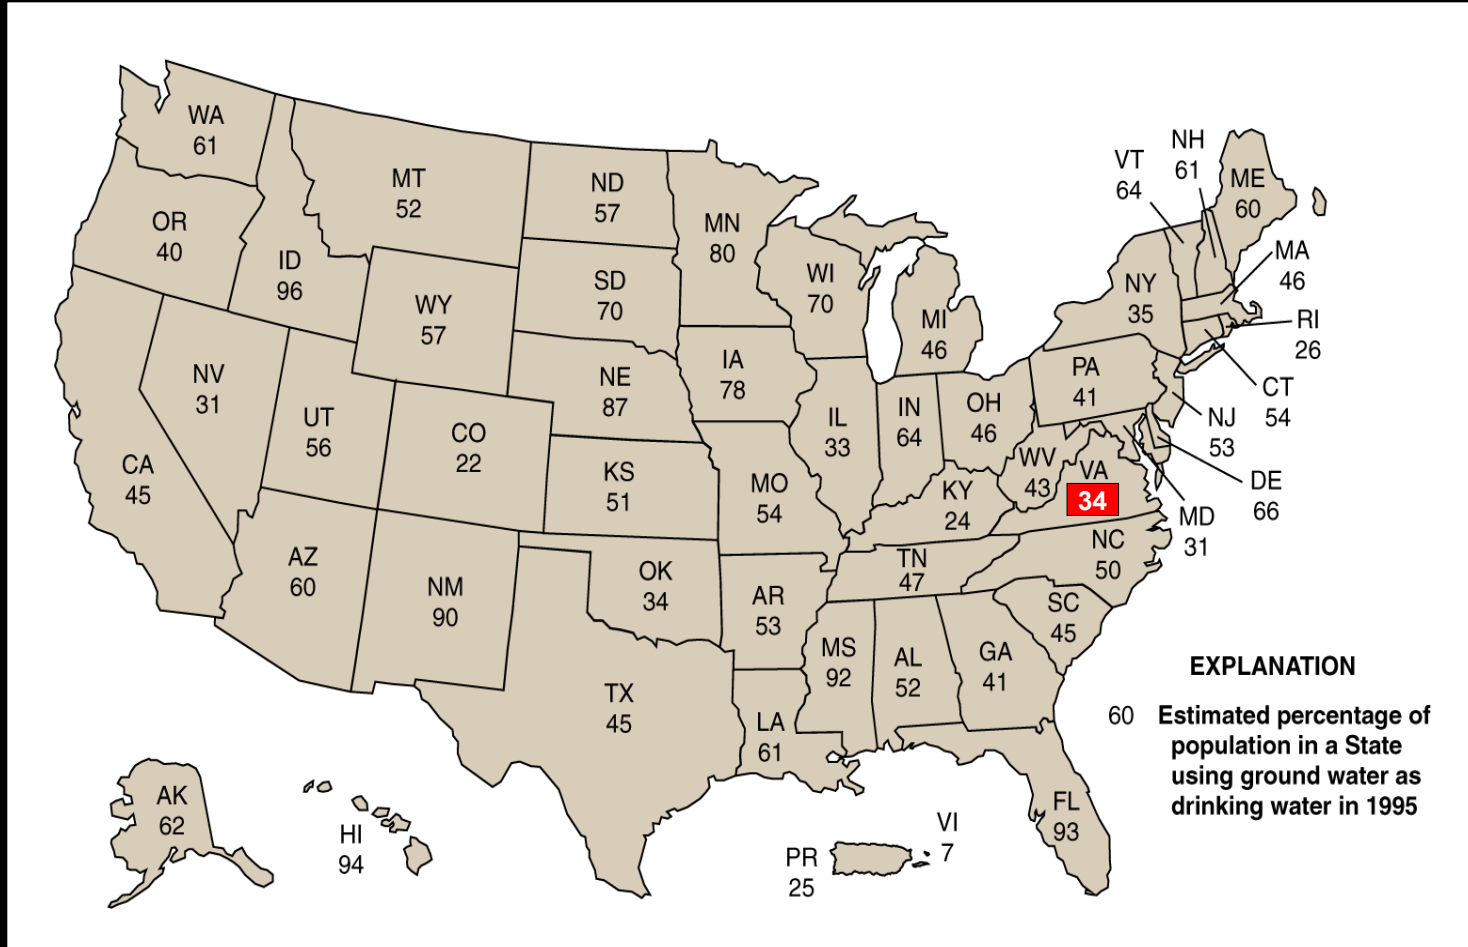 WA
61
OR
40
ID
96
MT
52
ND
57
MN
80
WI
70
SD
70
WY
57
NV
31
UT
56
CO
22
NE
87
IA
78
CA
45
KS
51
MO
54
IL
33
IN
64
OH
46
MI
46
PA
41
NY
35
VT
64
NH
61
ME
60
MA
46
RI
26
CT
54
NJ
53
DE
66
MD
31
WV
43
VA
34
KY
24
NC
50
TN
47
SC
45
AZ
60
NM
90
OK
34
AR
53
MS
92
AL
52
GA
41
TX
45
LA
61
FL
93
AK
62
HI
94
PR
25
VI
7
EXPLANATION
60 Estimated percentage of
population in a State
using ground water as
drinking water in 1995